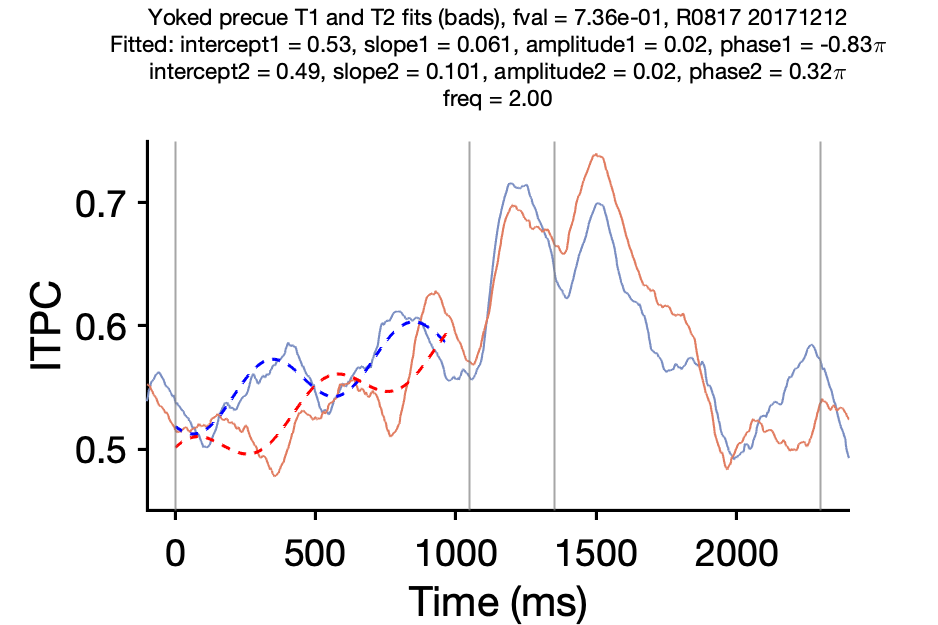 Yoked precue T1 and T2 fits (bads), fval = 7.36e-01, R0817 20171212
Fitted: intercept1 = 0.53, slope1 = 0.061, amplitude1 = 0.02, phase1 = -0.83π
intercept2 = 0.49, slope2 = 0.101, amplitude2 = 0.02, phase2 = 0.32π
freq = 2.00
0.7
0.6
0.5
ITPC
0 500 1000 1500 2000
Time (ms)